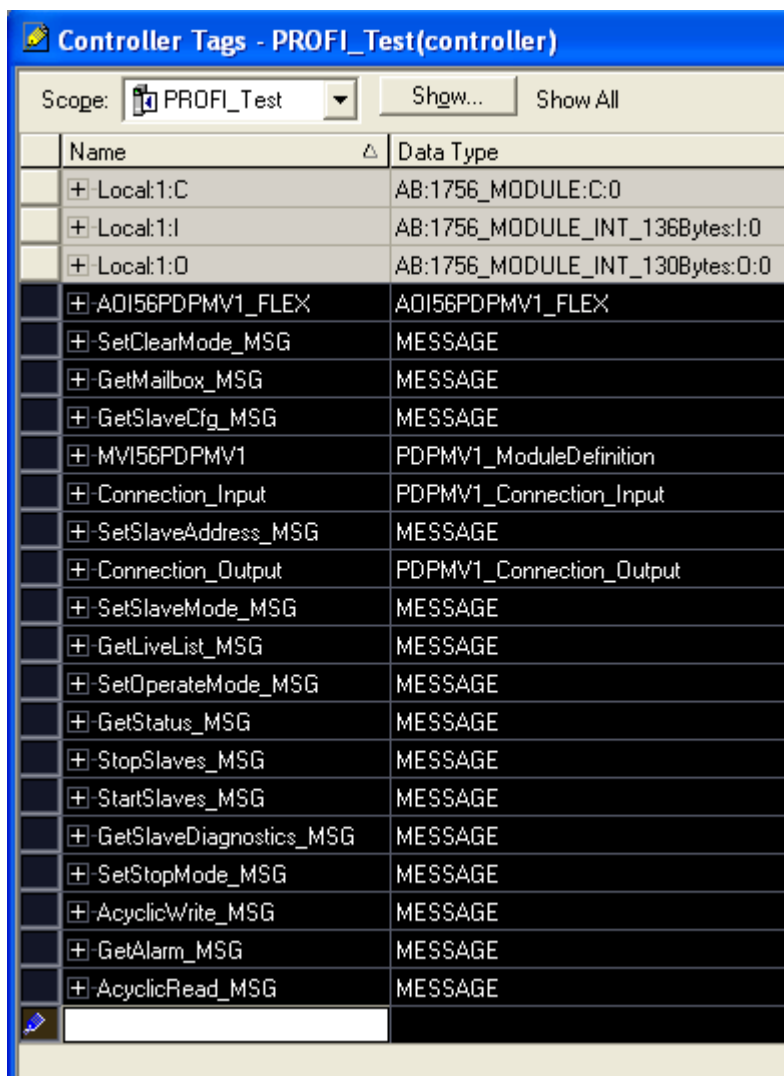 Controller Tags - PROFI_Test(controller)
Scope: PROFI_Test Show... Show All
Name Data Type
Local:1:C AB:1756_MODULE:C:0
Local:1:I AB:1756_MODULE_INT_136Bytes:I:0
Local:1:O AB:1756_MODULE_INT_130Bytes:O:0
AOI56PDPMV1_FLEX AOI56PDPMV1_FLEX
SetClearMode_MSG MESSAGE
GetMailbox_MSG MESSAGE
GetSlaveCfg_MSG MESSAGE
MVI56PDPMV1 PDPMV1_ModuleDefinition
Connection_Input PDPMV1_Connection_Input
SetSlaveAddress_MSG MESSAGE
Connection_Output PDPMV1_Connection_Output
SetSlaveMode_MSG MESSAGE
GetLiveList_MSG MESSAGE
SetOperateMode_MSG MESSAGE
GetStatus_MSG MESSAGE
StopSlaves_MSG MESSAGE
StartSlaves_MSG MESSAGE
GetSlaveDiagnostics_MSG MESSAGE
SetStopMode_MSG MESSAGE
AcyclicWrite_MSG MESSAGE
GetAlarm_MSG MESSAGE
AcyclicRead_MSG MESSAGE